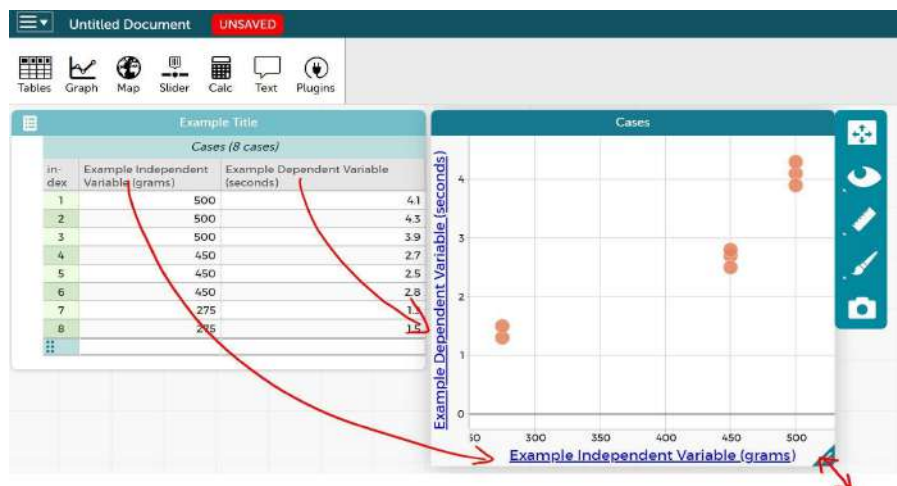 Untitled Document UNSAVED
Tables Graph Map Slider Calc Text Plugins
Example Title
Cases (8 cases)
in-
dex
Example Independent
Variable (grams)
Example Dependent Variable
(seconds)
1 500 4.1
2 500 4.3
3 500 3.9
4 450 2.7
5 450 2.5
6 450 2.8
7 275
8 275 1.5
Cases
Example Dependent Variable (seconds)
4
3
2
1
0
50 300 350 400 450 500
Example Independent Variable (grams)